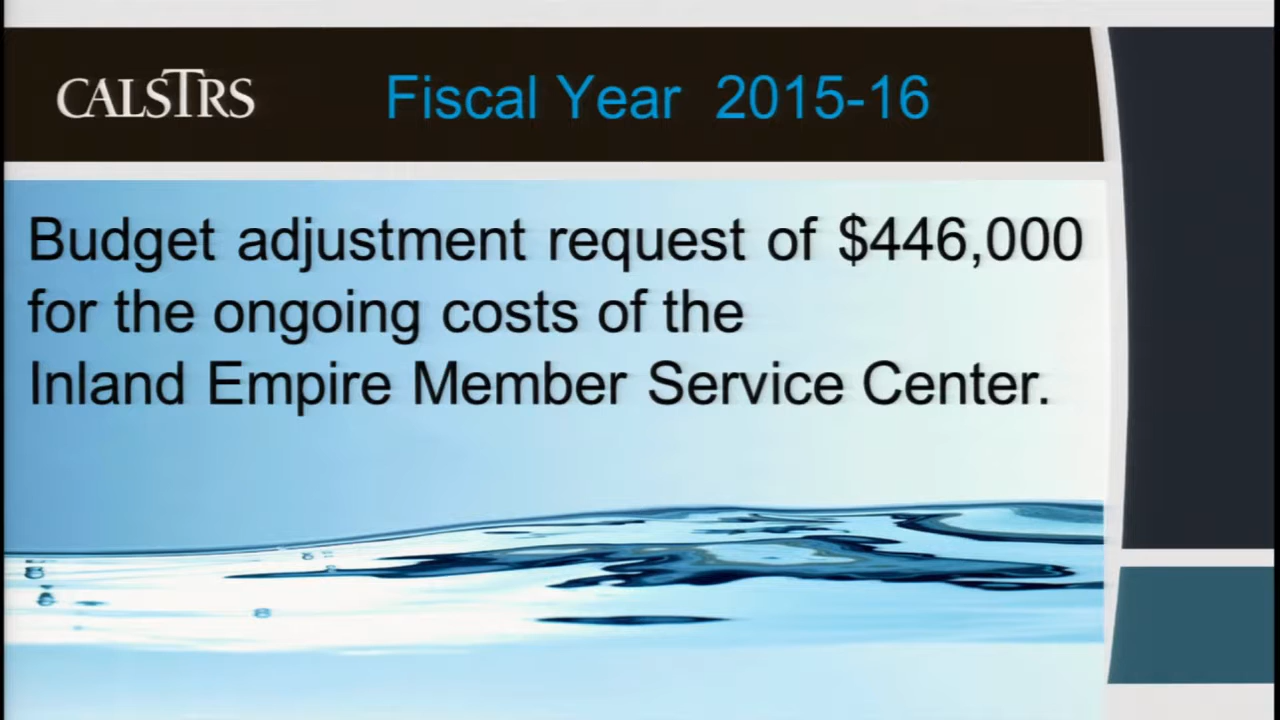 CALSTRS
Fiscal Year 2015-16
Budget adjustment request of $446,000
for the ongoing costs of the
Inland Empire Member Service Center.